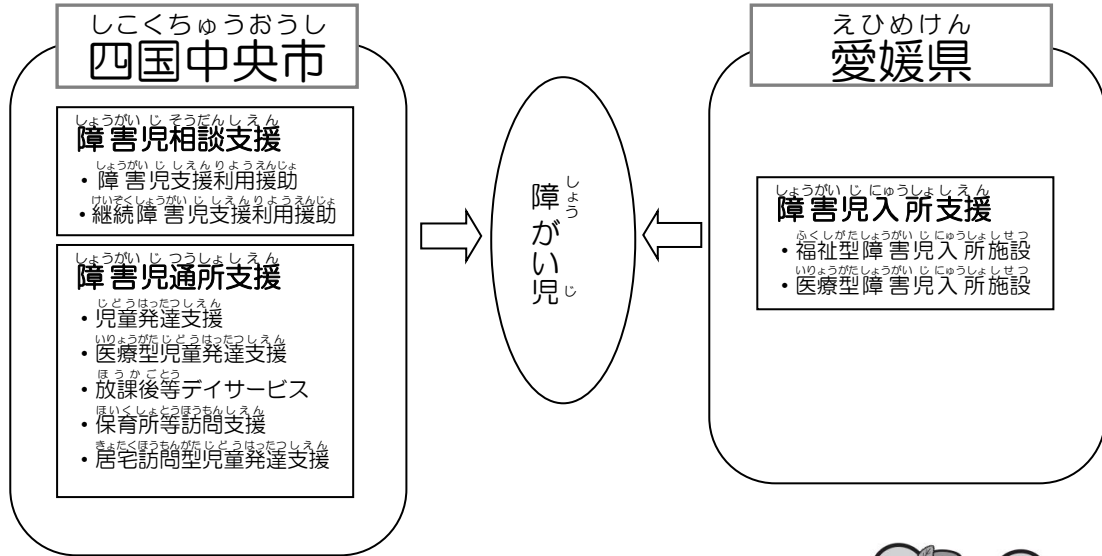 しこくちゅうおうし
四国中央市
しょうがいじそうだんしえん
障害児相談支援
しょうがいじしえんりようえんじょ
・障害児支援利用援助
けいぞくしょうがいじしえんりようえんじょ
・継続障害児支援利用援助
しょうがいじつうしょしえん
障害児通所支援
じどうはったつしえん
・児童発達支援
いりょうがたじどうはったつしえん
・医療型児童発達支援
ほうかごとう
・放課後等デイサービス
ほいくしょとうほうもんしえん
・保育所等訪問支援
きょたくほうもんがたじどうはったつしえん
・居宅訪問型児童発達支援
しょう じ
障がい児
えひめけん
愛媛県
しょうがいじにゅうしょしえん
障害児入所支援
ふくしがたしょうがいじにゅうしょしせつ
・福祉型障害児入所施設
いりょうがたしょうがいじにゅうしょしせつ
・医療型障害児入所施設